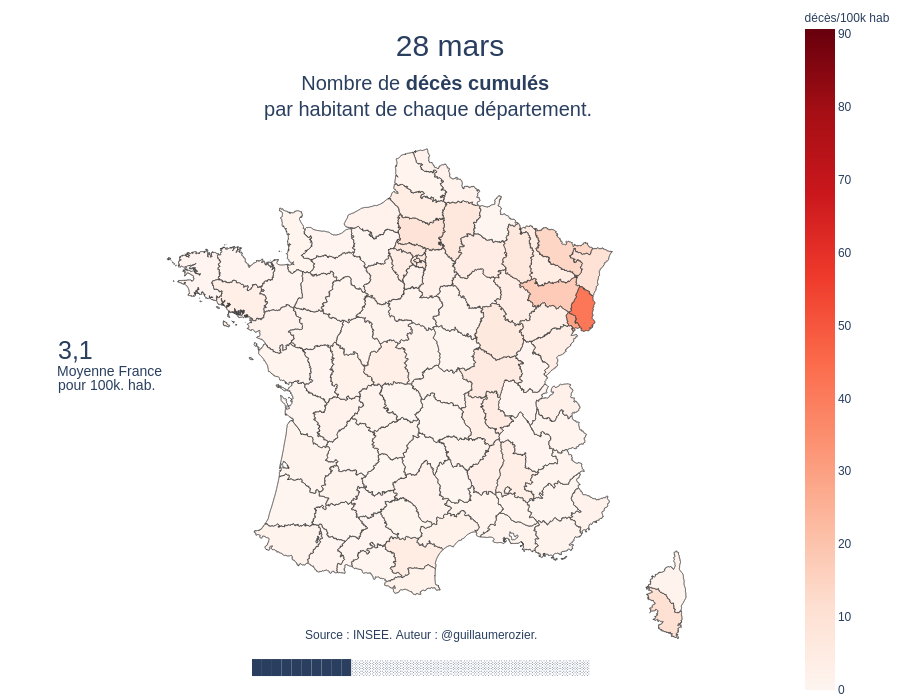 28 mars
Nombre de décès cumulés
par habitant de chaque département.
décès/100k hab
90
80
70
60
50
40
30
20
10
0
3,1
Moyenne France
pour 100k. hab.
Source : INSEE. Auteur : @guillaumerozier.